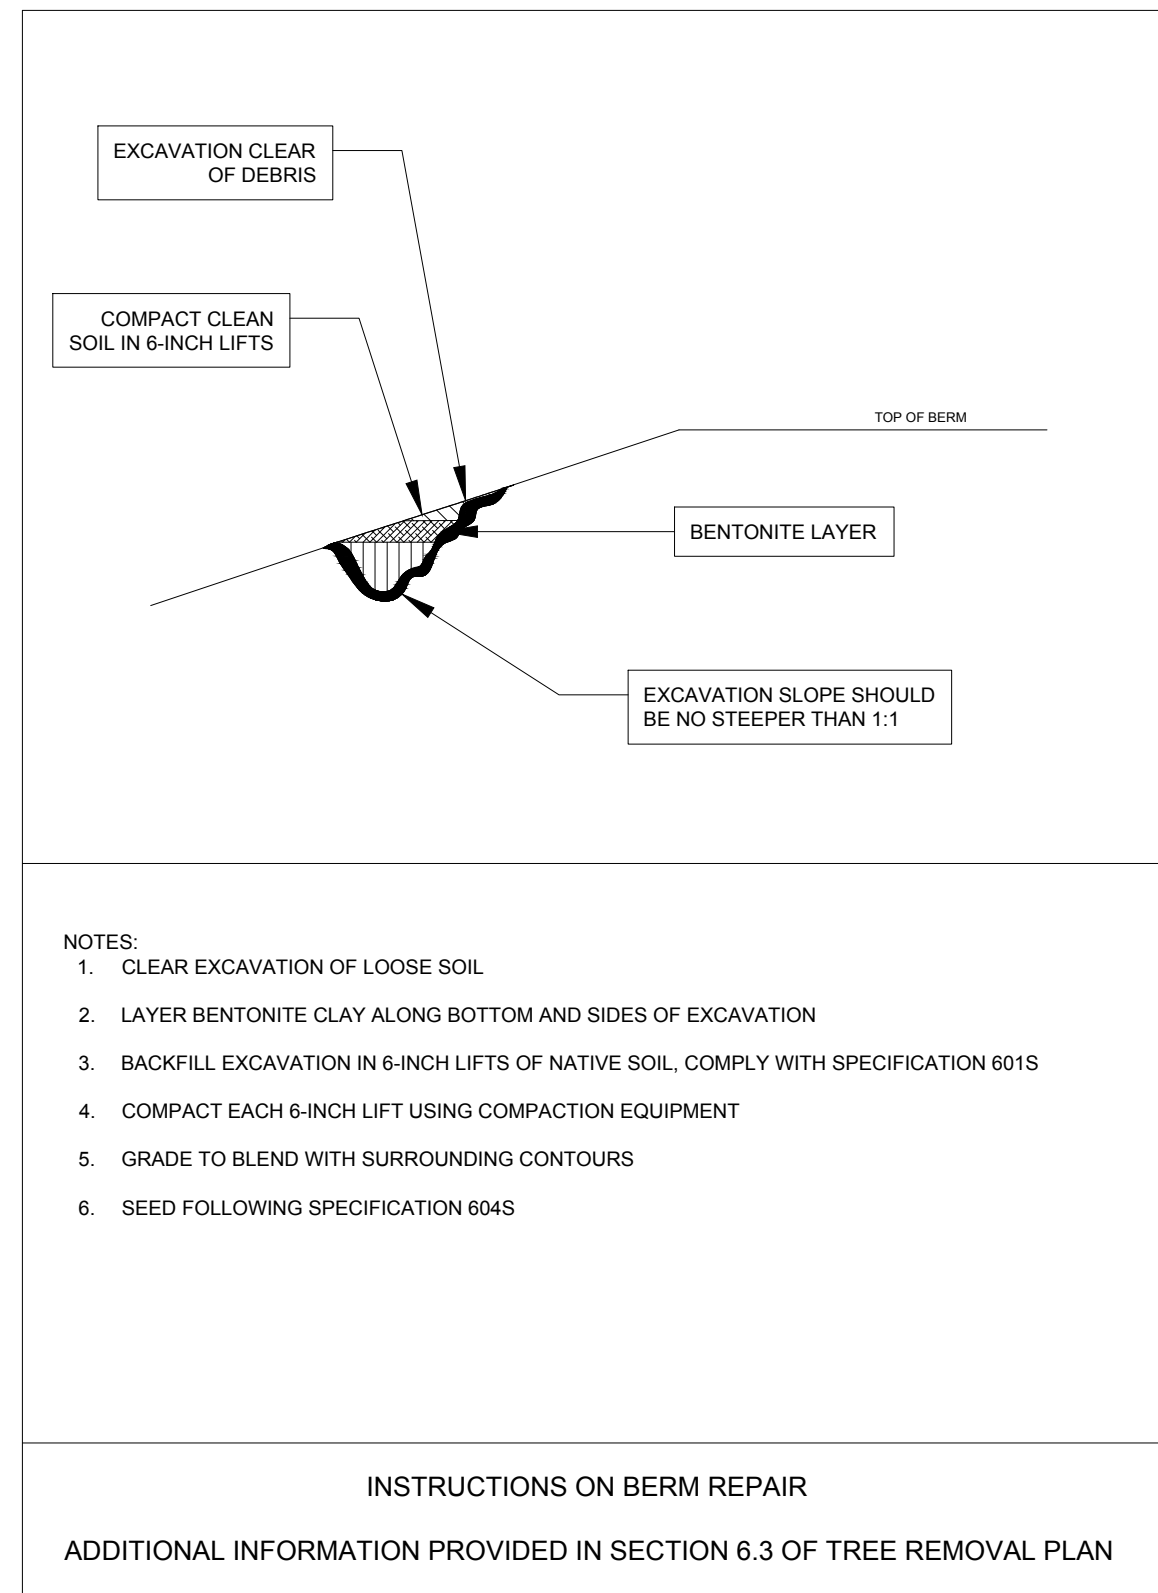 EXCAVATION CLEAR
OF DEBRIS
COMPACT CLEAN
SOIL IN 6-INCH LIFTS
TOP OF BERM
BENTONITE LAYER
EXCAVATION SLOPE SHOULD
BE NO STEEPER THAN 1:1
NOTES:
1. CLEAR EXCAVATION OF LOOSE SOIL
2. LAYER BENTONITE CLAY ALONG BOTTOM AND SIDES OF EXCAVATION
3. BACKFILL EXCAVATION IN 6-INCH LIFTS OF NATIVE SOIL, COMPLY WITH SPECIFICATION 601S
4. COMPACT EACH 6-INCH LIFT USING COMPACTION EQUIPMENT
5. GRADE TO BLEND WITH SURROUNDING CONTOURS
6. SEED FOLLOWING SPECIFICATION 604S
INSTRUCTIONS ON BERM REPAIR
ADDITIONAL INFORMATION PROVIDED IN SECTION 6.3 OF TREE REMOVAL PLAN